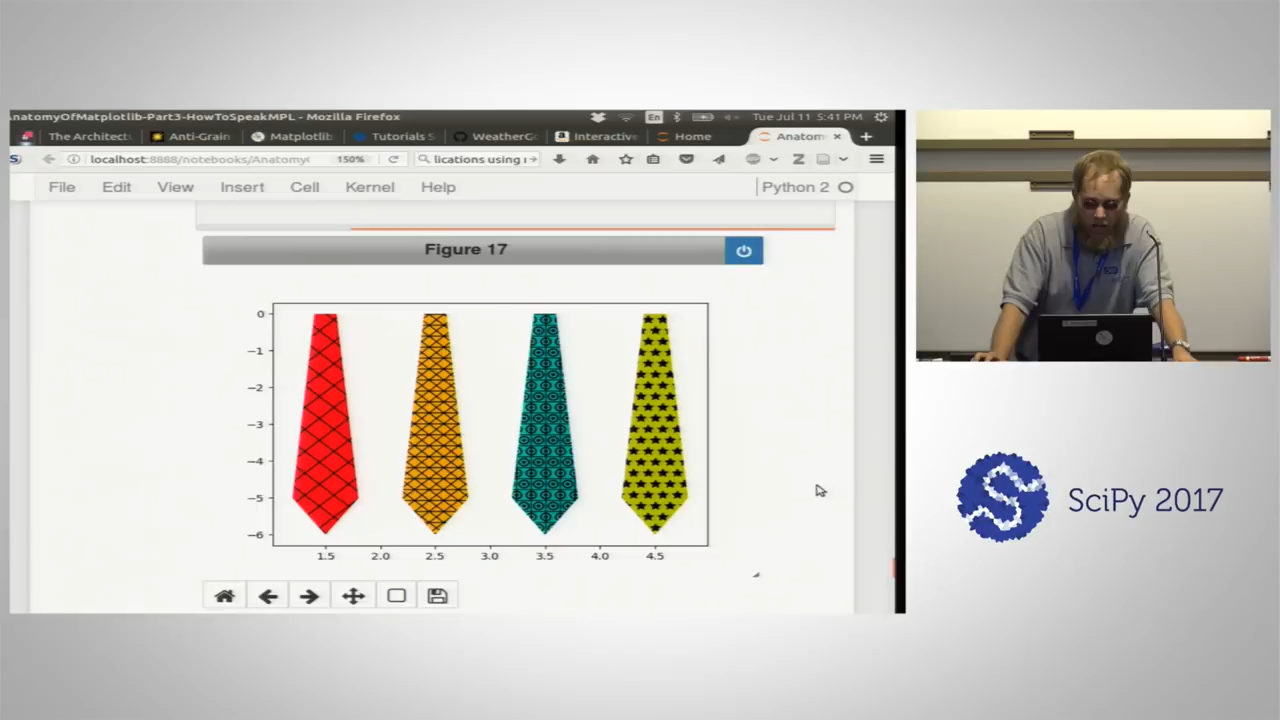 AnatomyOfMatplotlib-Part3-HowToSpeakMPL - Mozilla Firefox
En
Tue Jul 11 5:41 PM
The Architect
Anti-Grain
Matplotlib
Tutorials S
WeatherG
Interactive
Home
Anatom
localhost:8888/notebooks/Anatomy
150%
lications using
Z
File Edit View Insert Cell Kernel Help
Python 2
Figure 17
0
−1
−2
−3
−4
−5
−6
1.5 2.0 2.5 3.0 3.5 4.0 4.5
SciPy 2017